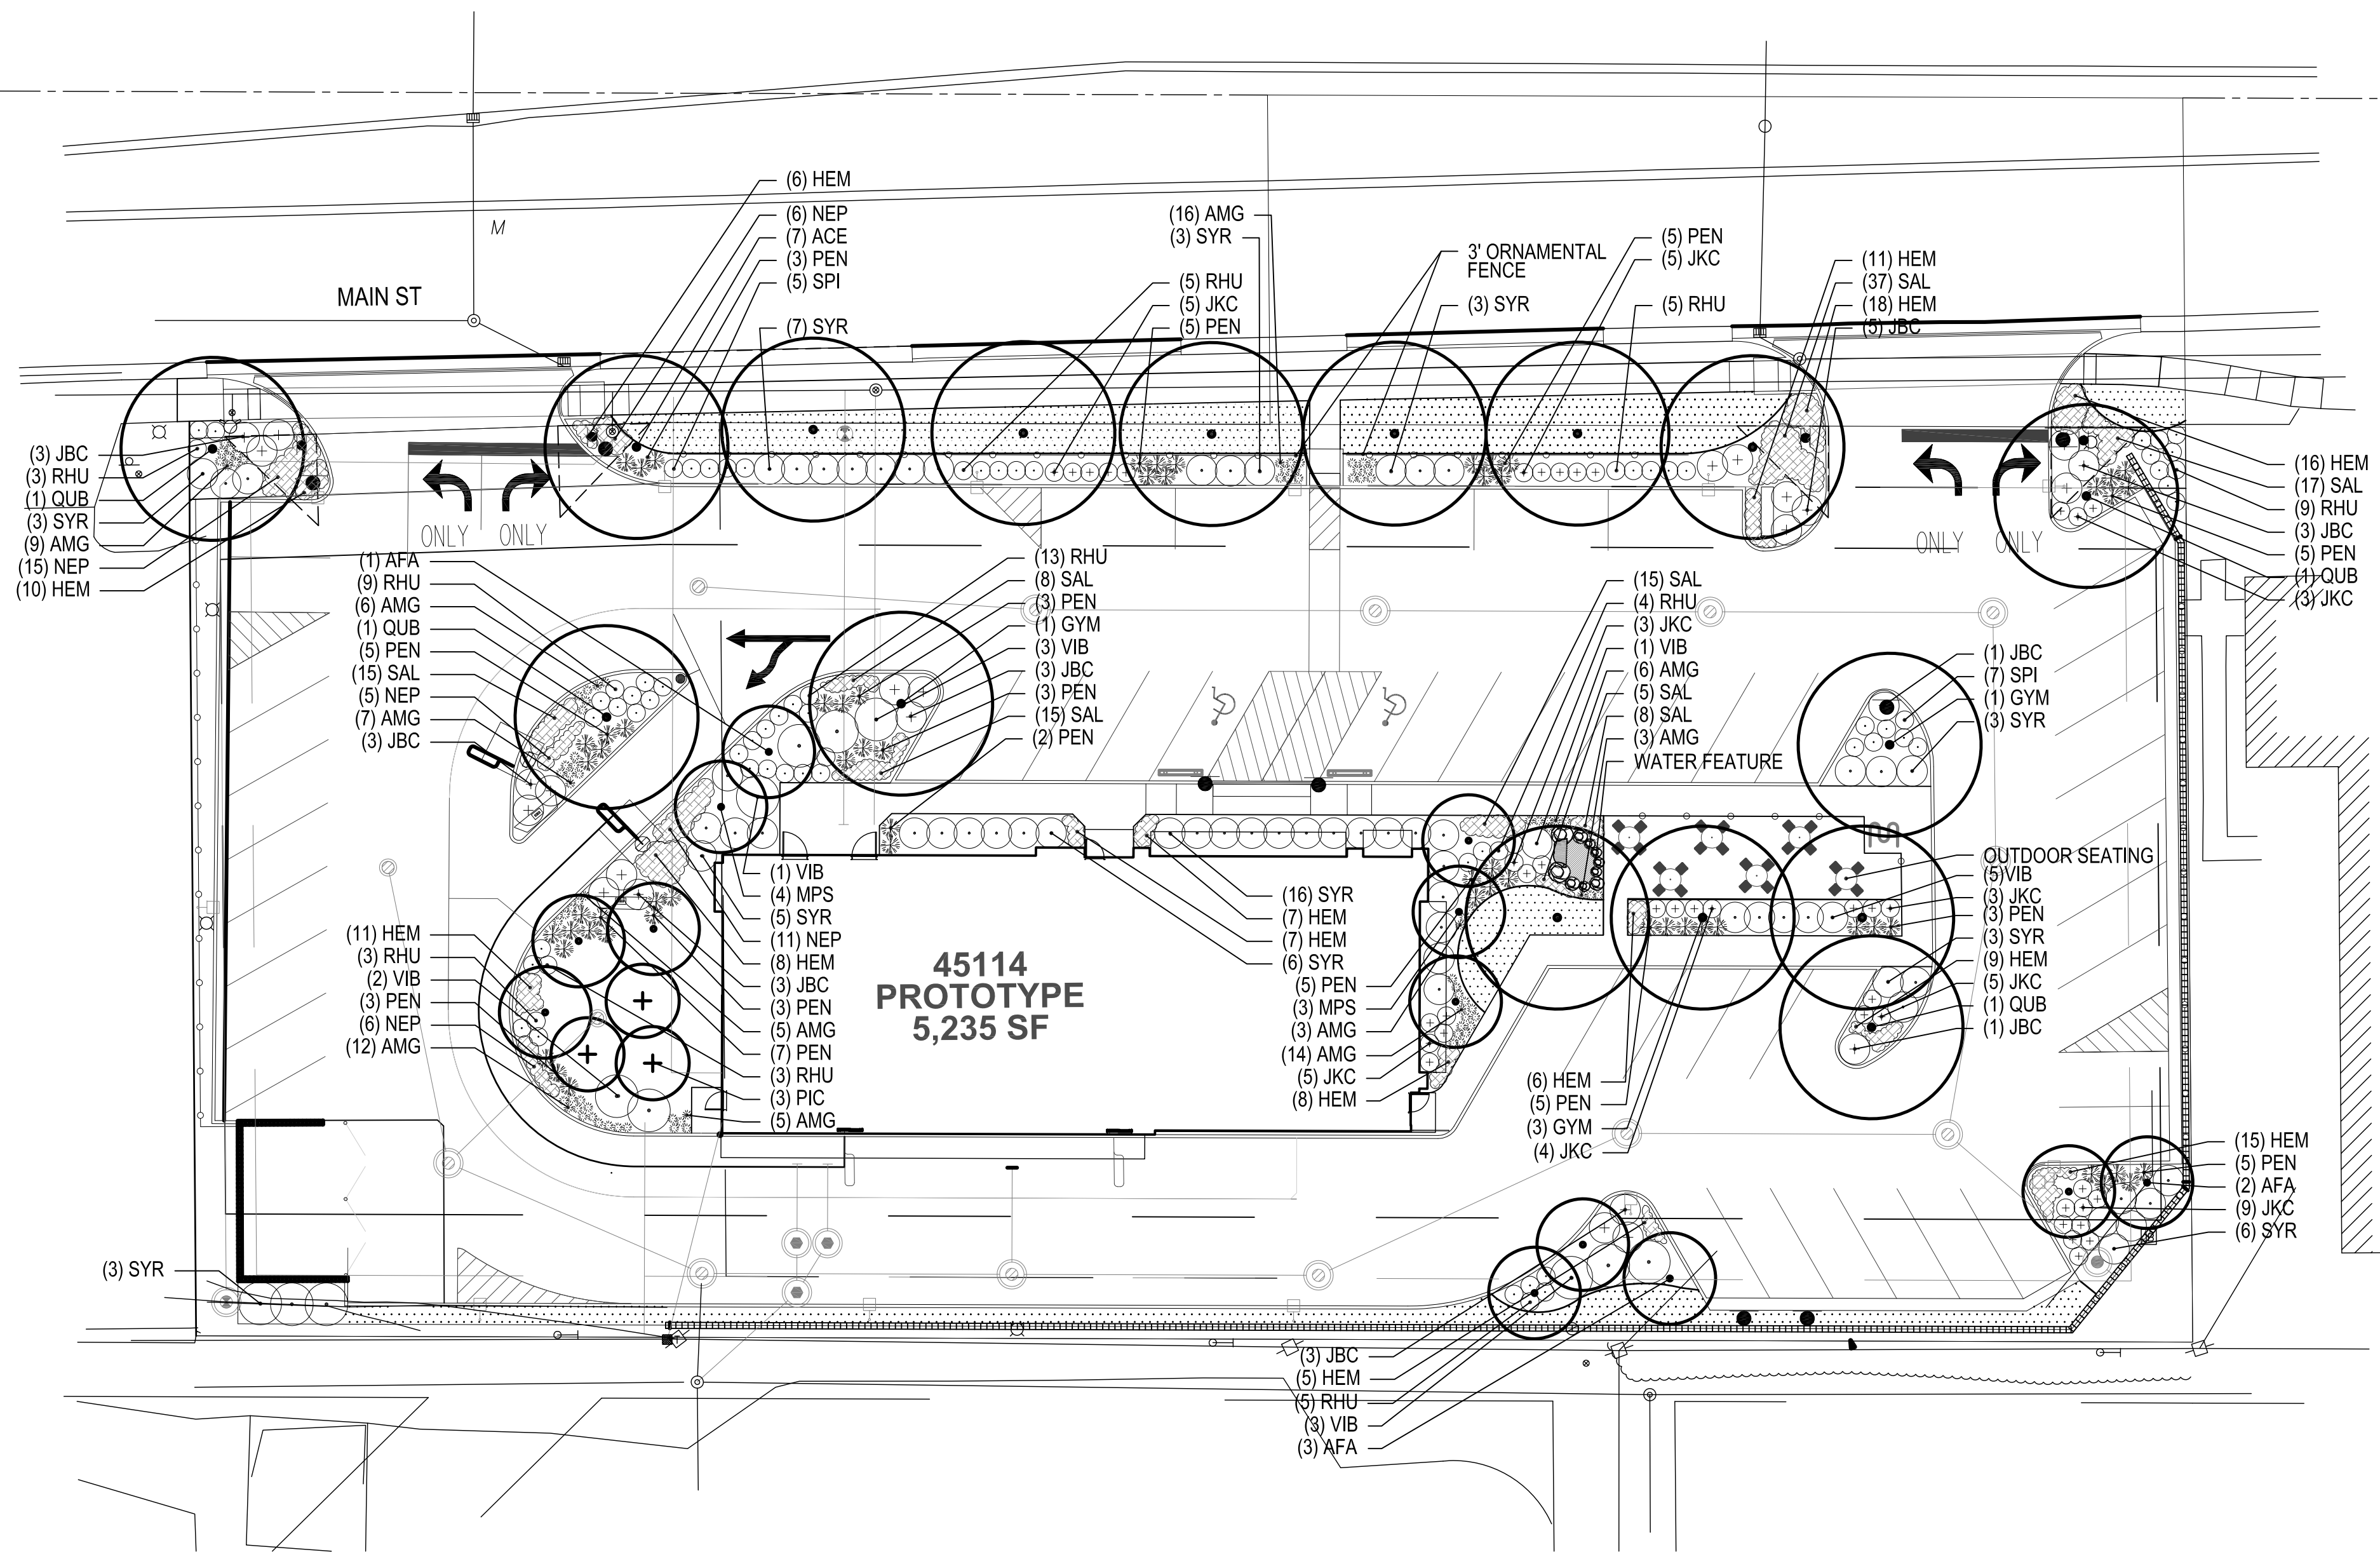 (6) HEM
(6) NEP
(7) ACE
(3) PEN
(5) SPI
(7) SYR
(16) AMG
(3) SYR
(5) RHU
(5) JKC
(5) PEN
3' ORNAMENTAL
FENCE
(3) SYR
(5) PEN
(5) JKC
(5) RHU
(11) HEM
(37) SAL
(18) HEM
(5) JBC
M
MAIN ST
(3) JBC
(3) RHU
(1) QUB
(3) SYR
(9) AMG
(15) NEP
(10) HEM
ONLY
ONLY
ONLY
ONLY
(16) HEM
(17) SAL
(9) RHU
(3) JBC
(5) PEN
(1) QUB
(3) JKC
(1) AFA
(9) RHU
(6) AMG
(1) QUB
(5) PEN
(15) SAL
(5) NEP
(7) AMG
(3) JBC
(13) RHU
(8) SAL
(3) PEN
(1) GYM
(3) VIB
(3) JBC
(3) PEN
(15) SAL
(2) PEN
(15) SAL
(4) RHU
(3) JKC
(1) VIB
(6) AMG
(5) SAL
(8) SAL
(3) AMG
WATER FEATURE
(1) JBC
(7) SPI
(1) GYM
(3) SYR
OUTDOOR SEATING
(5)VIB
(3) JKC
(3) PEN
(3) SYR
(9) HEM
(5) JKC
(1) QUB
(1) JBC
(11) HEM
(3) RHU
(2) VIB
(3) PEN
(6) NEP
(12) AMG
(1) VIB
(4) MPS
(5) SYR
(11) NEP
(8) HEM
(3) JBC
(3) PEN
(5) AMG
(7) PEN
(3) RHU
(3) PIC
(5) AMG
45114
PROTOTYPE
5,235 SF
(16) SYR
(7) HEM
(7) HEM
(6) SYR
(5) PEN
(3) MPS
(3) AMG
(14) AMG
(5) JKC
(8) HEM
(6) HEM
(5) PEN
(3) GYM
(4) JKC
(15) HEM
(5) PEN
(2) AFA
(9) JKC
(6) SYR
(3) SYR
(3) JBC
(5) HEM
(5) RHU
(3) VIB
(3) AFA